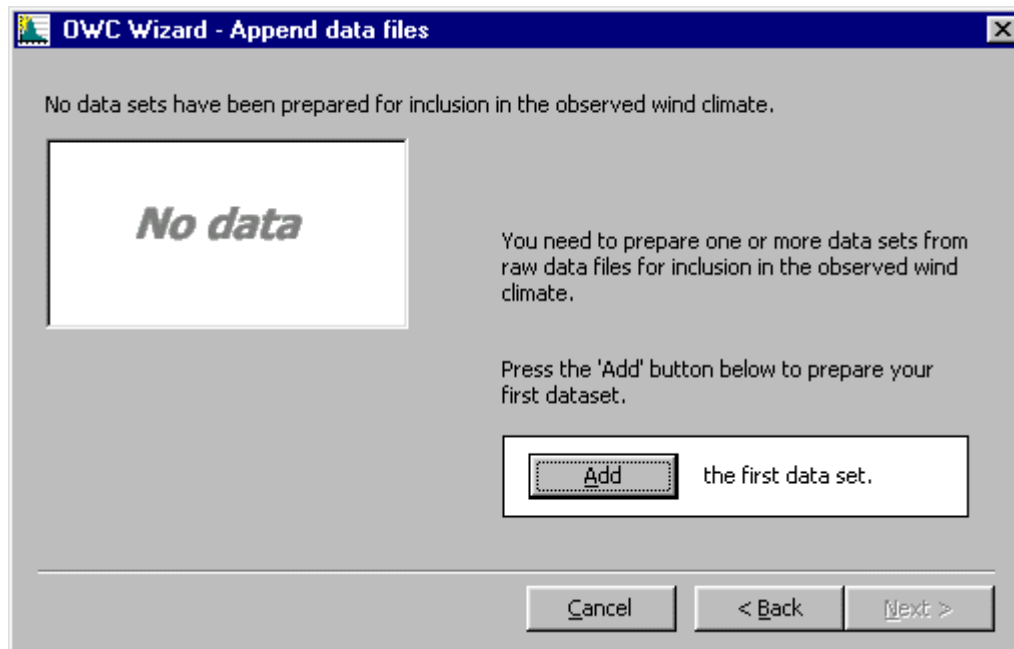 OWC Wizard - Append data files
No data sets have been prepared for inclusion in the observed wind climate.
No data
You need to prepare one or more data sets from
raw data files for inclusion in the observed wind
climate.
Press the 'Add' button below to prepare your
first dataset.
Add the first data set.
Cancel < Back Next >